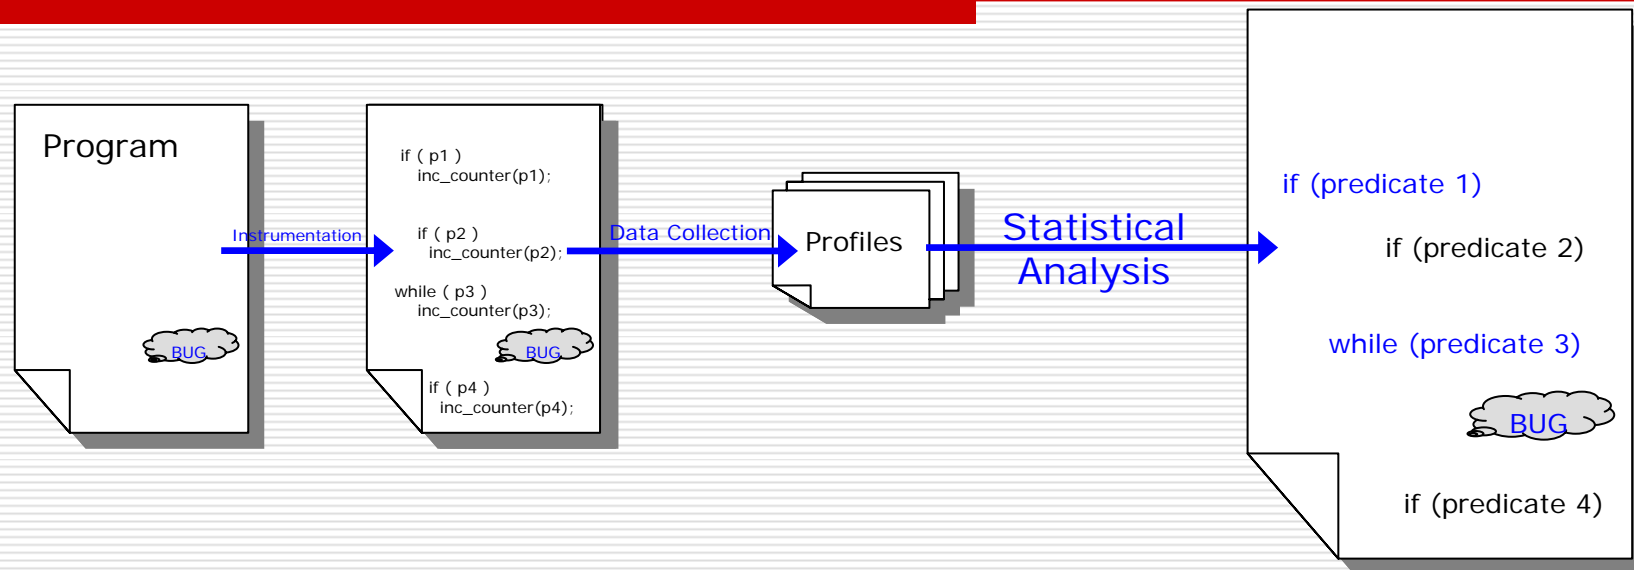 Program
BUG
Instrumentation
if ( p1 )
inc_counter(p1);
if ( p2 )
inc_counter(p2);
while ( p3 )
inc_counter(p3);
BUG
if ( p4 )
inc_counter(p4);
Data Collection
Profiles
Statistical
Analysis
if (predicate 1)
if (predicate 2)
while (predicate 3)
BUG
if (predicate 4)